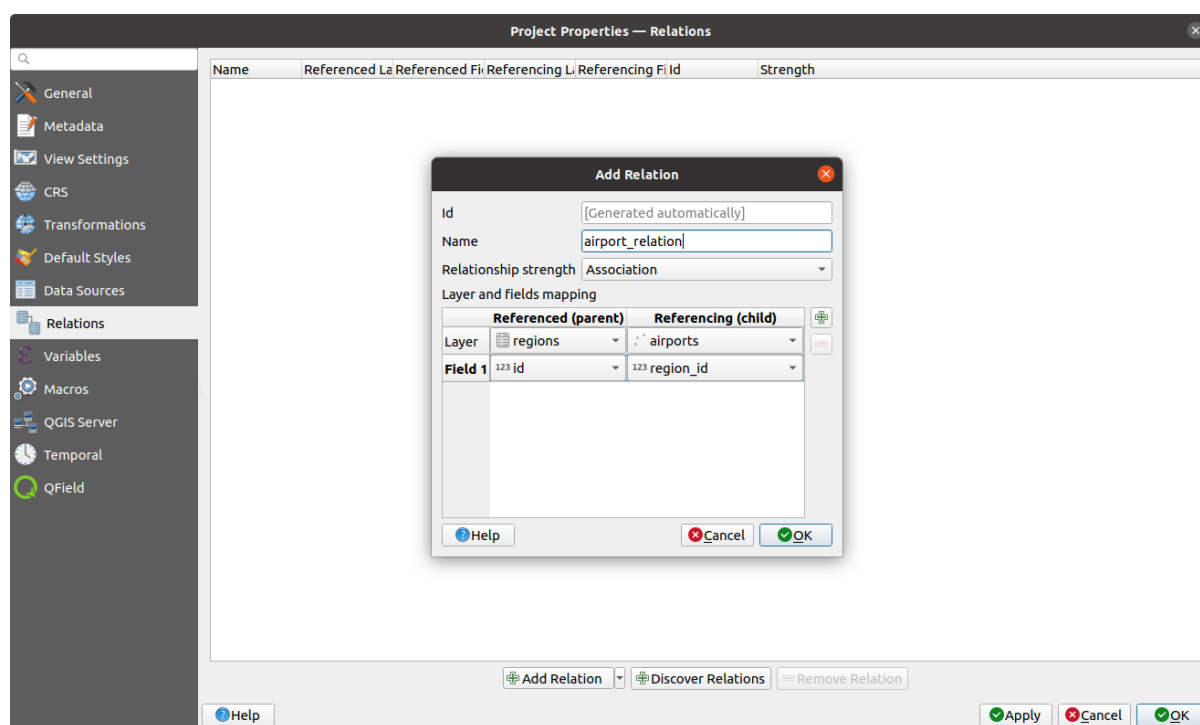 Project Properties — Relations
Name Referenced La Referenced Fi Referencing La Referencing Fi Id Strength
General
Metadata
View Settings
CRS
Transformations
Default Styles
Data Sources
Relations
Variables
Macros
QGIS Server
Temporal
QField
Add Relation
Id [Generated automatically]
Name airport_relation
Relationship strength Association
Layer and fields mapping
Referenced (parent) Referencing (child)
Layer regions airports
Field 1 123 id 123 region_id
Help Cancel OK
Add Relation Discover Relations Remove Relation
Help Apply Cancel OK